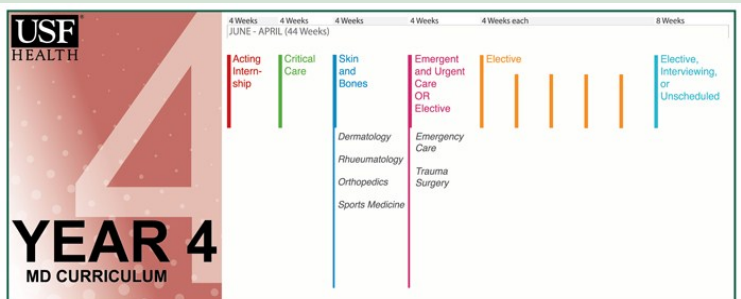 USF
HEALTH
4
YEAR 4
MD CURRICULUM
4 Weeks 4 Weeks 4 Weeks 4 Weeks 4 Weeks each 8 Weeks
JUNE - APRIL (44 Weeks)
Acting
Intern-
ship
Critical
Care
Skin
and
Bones
Dermatology
Rhueumatology
Orthopedics
Sports Medicine
Emergent
and Urgent
Care
OR
Elective
Emergency
Care
Trauma
Surgery
Elective
Elective,
Interviewing,
or
Unscheduled